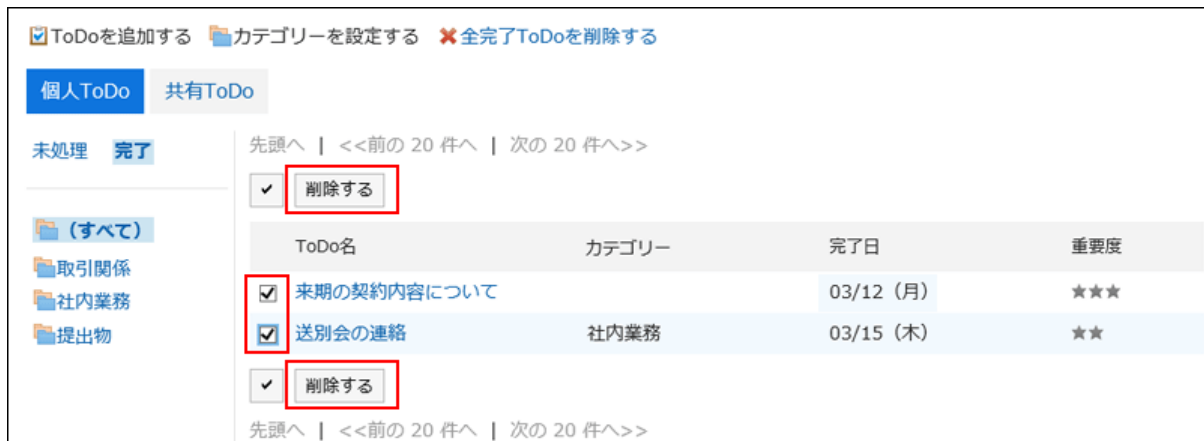 ToDoを追加する カテゴリーを設定する 全完了ToDoを削除する
個人ToDo 共有ToDo
未処理 完了
(すべて)
取引関係
社内業務
提出物
先頭へ | <<前の 20 件へ | 次の 20 件へ>>
削除する
ToDo名 カテゴリー 完了日 重要度
来期の契約内容について 03/12(月) ★★★
送別会の連絡 社内業務 03/15(木) ★★
削除する
先頭へ | <<前の 20 件へ | 次の 20 件へ>>